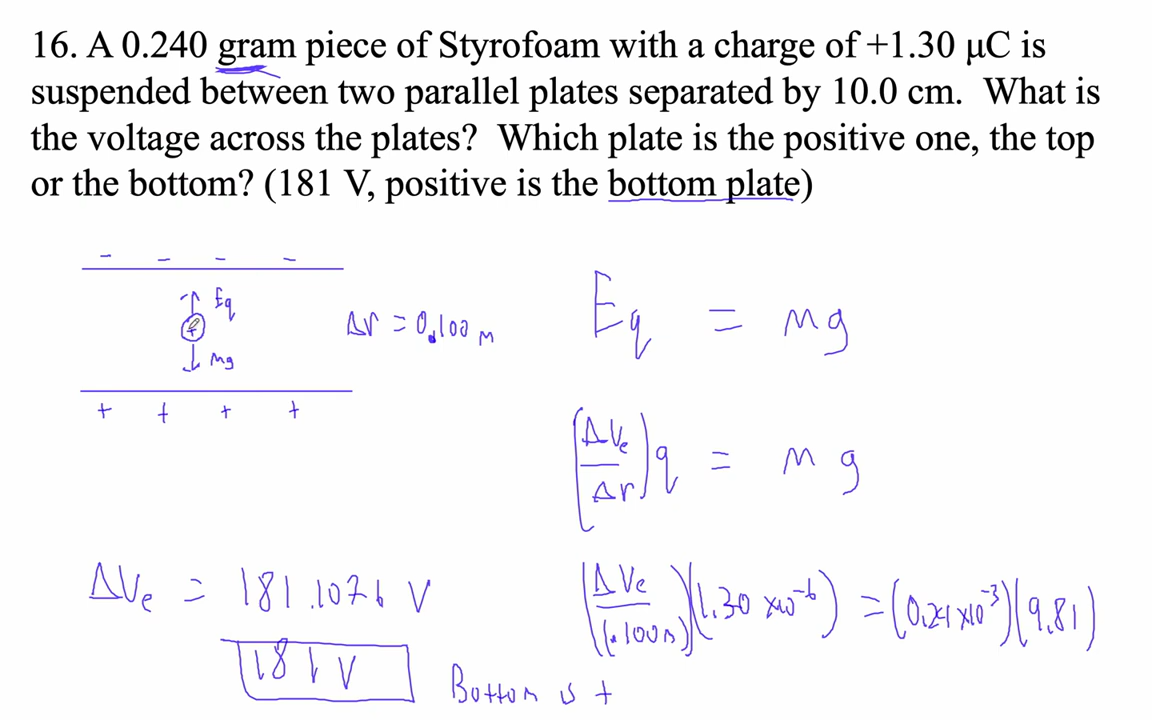 16. A 0.240 gram piece of Styrofoam with a charge of +1.30 μC is
suspended between two parallel plates separated by 10.0 cm. What is
the voltage across the plates? Which plate is the positive one, the top
or the bottom? (181 V, positive is the bottom plate)
- - - -
Eq
+
Mg
Δr = 0.100 m
+ + + +
Eq = mg
(ΔVe/Δr)q = mg
ΔVe = 181.1076 V
(ΔVe/(.100m))(1.30 x10⁻⁶) = (0.24 x10⁻³)(9.81)
181 V
Bottom is +